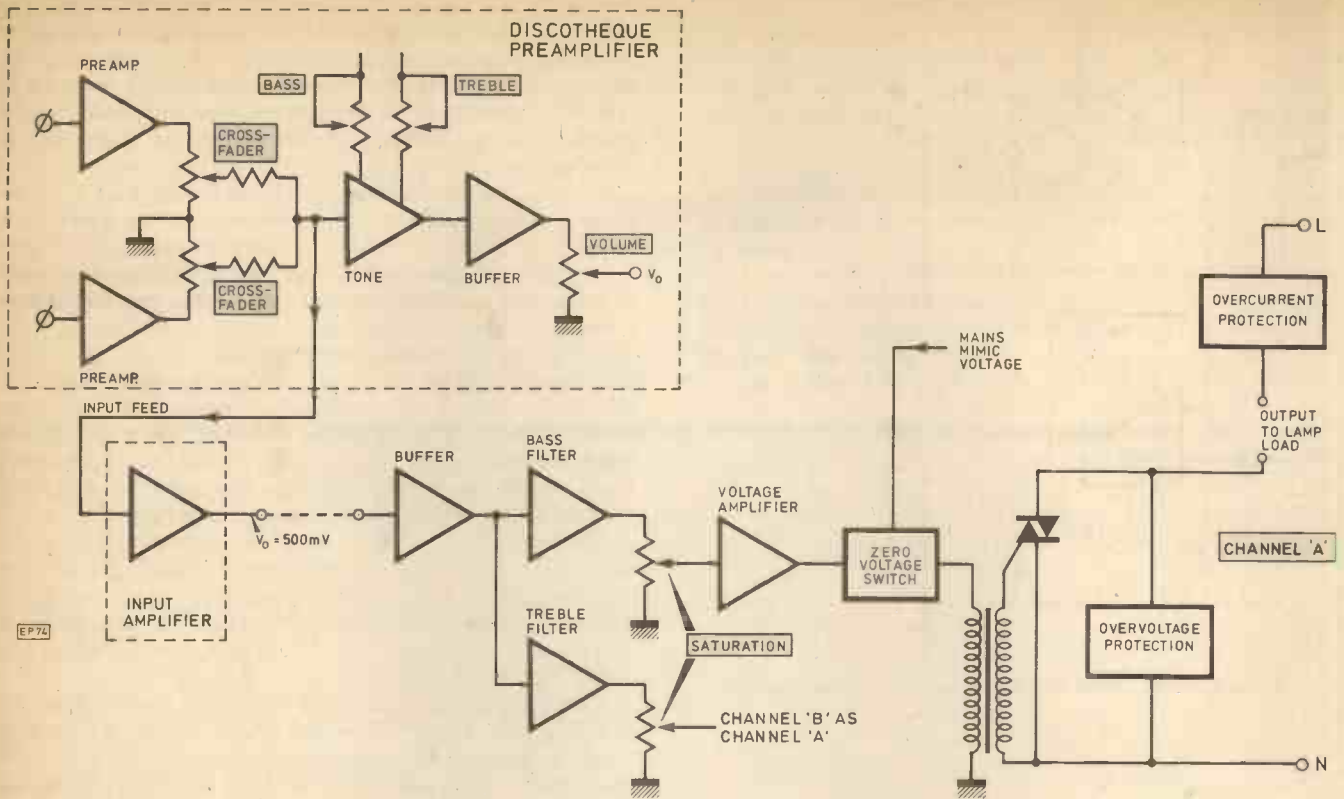 DISCOTHEQUE
PREAMPLIFIER
PREAMP.
BASS
TREBLE
CROSS-
FADER
CROSS-
FADER
TONE
BUFFER
VOLUME
Vo
PREAMP.
L
OVERCURRENT
PROTECTION
MAINS
MIMIC
VOLTAGE
OUTPUT
TO LAMP
LOAD
INPUT FEED
INPUT
AMPLIFIER
Vo = 500mV
BUFFER
BASS
FILTER
TREBLE
FILTER
SATURATION
VOLTAGE
AMPLIFIER
ZERO
VOLTAGE
SWITCH
CHANNEL 'A'
OVERVOLTAGE
PROTECTION
CHANNEL 'B' AS
CHANNEL 'A'
N
EP74